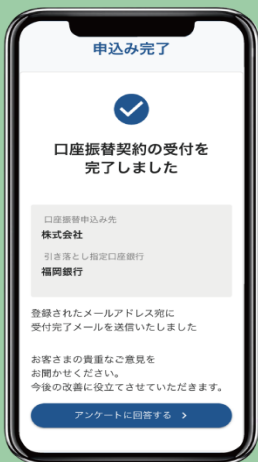 申込み完了
口座振替契約の受付を
完了しました
口座振替申込み先
株式会社
引き落とし指定口座銀行
福岡銀行
登録されたメールアドレス宛に
受付完了メールを送信いたしました
お客さまの貴重なご意見を
お聞かせください。
今後の改善に役立てさせていただきます。
アンケートに回答する >